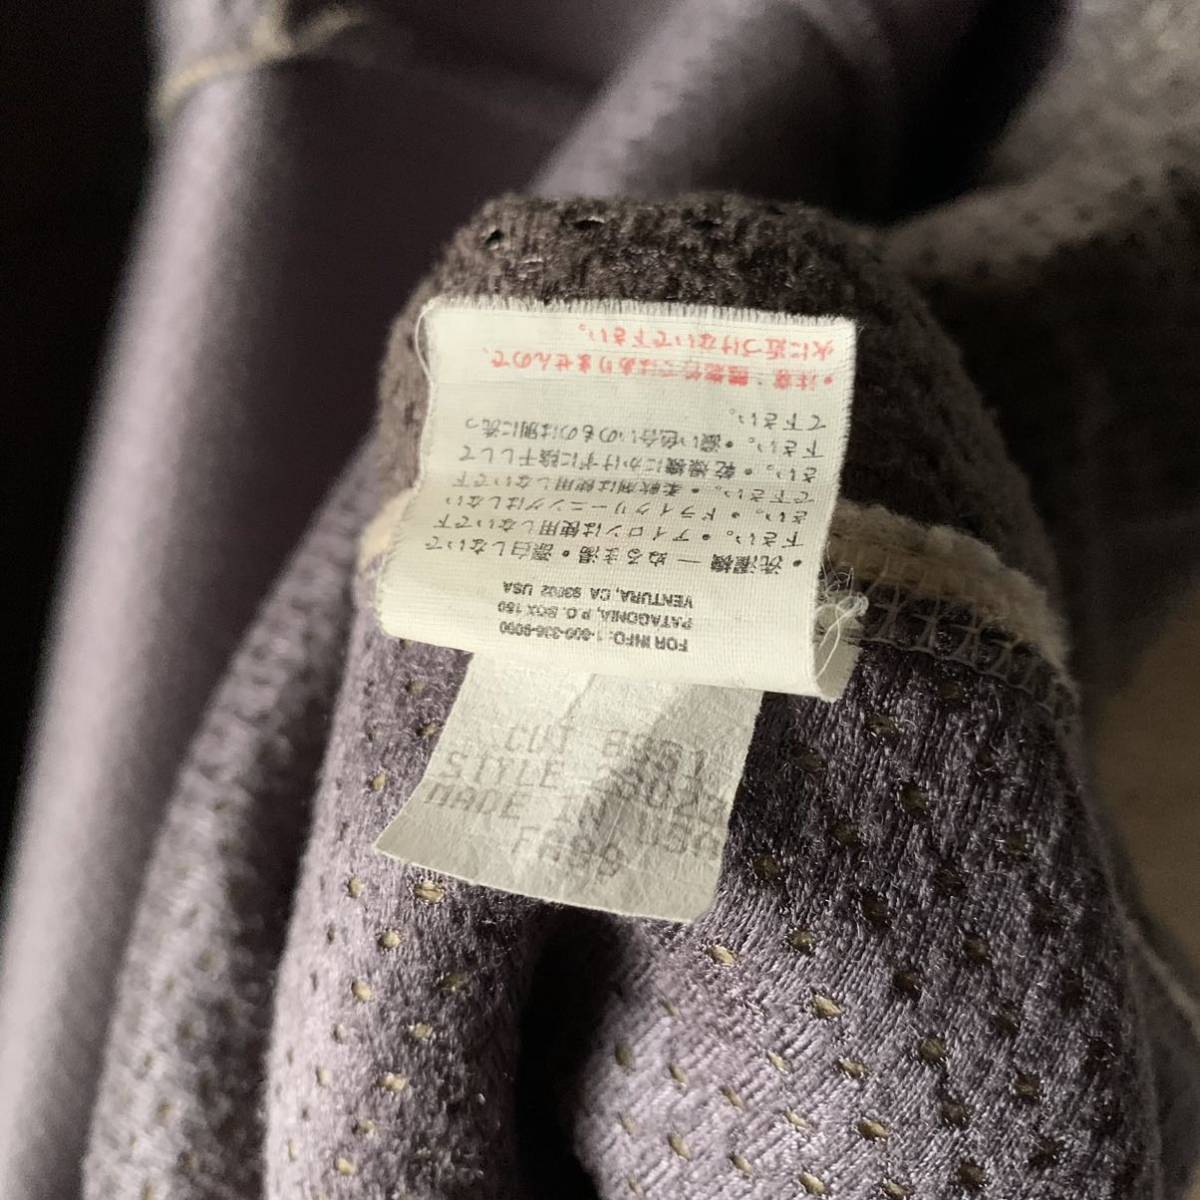 FOR INFO: 1-800-336-9090
PATAGONIA, P.O. BOX 150
VENTURA, CA 93002 USA
• 洗濯機 — ぬるま湯 • 漂白しないで
下さい。 • アイロンは使用しないで下
さい。 • ドライクリーニングはしない
で下さい。 • 柔軟剤は使用しないで下
さい。 • 乾燥機にかけずに陰干しして
下さい。 • 濃い色合いのものは別に洗っ
て下さい。
• 注意：難燃性ではありませんので、
火に近づけないで下さい。
CUT
STYLE
MADE IN USA